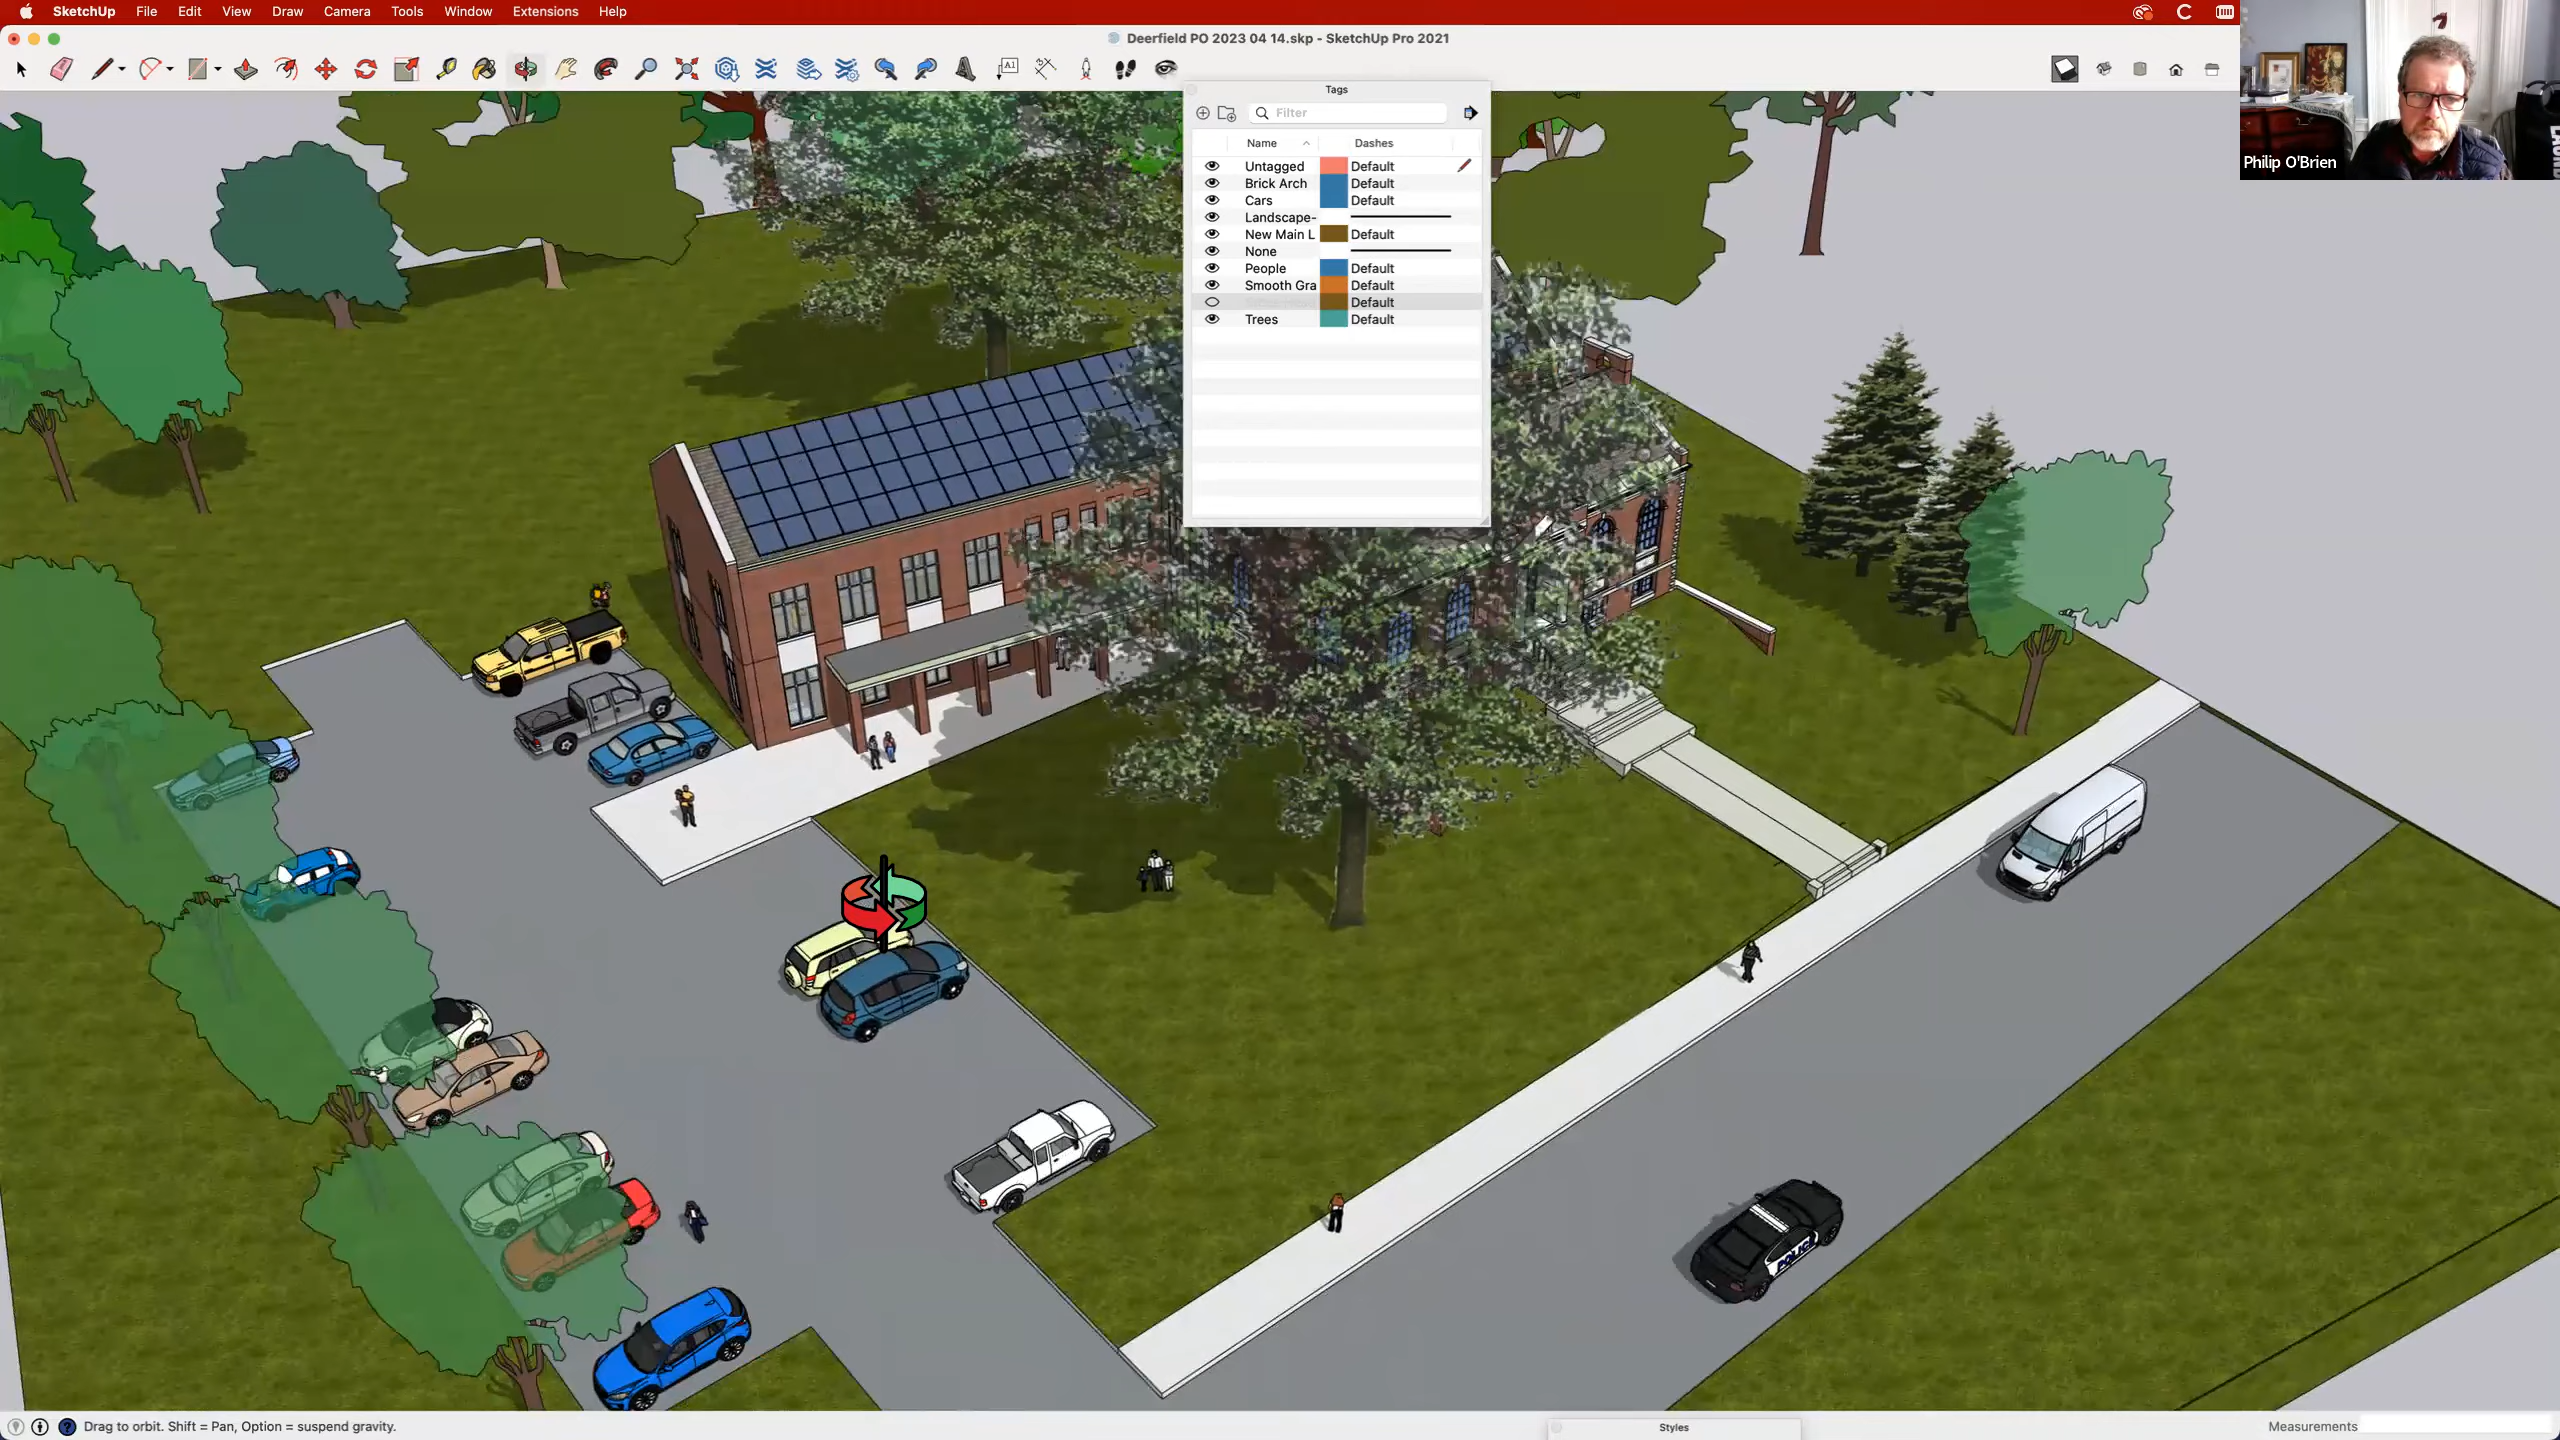 SketchUp File Edit View Draw Camera Tools Window Extensions Help
Deerfield PO 2023 04 14.skp - SketchUp Pro 2021
A1
Philip O'Brien
Tags
Filter
Name Dashes
Untagged Default
Brick Arch Default
Cars Default
Landscape-
New Main L Default
None
People Default
Smooth Gra Default
Default
Trees Default
POLICE
Drag to orbit. Shift = Pan, Option = suspend gravity.
Styles
Measurements